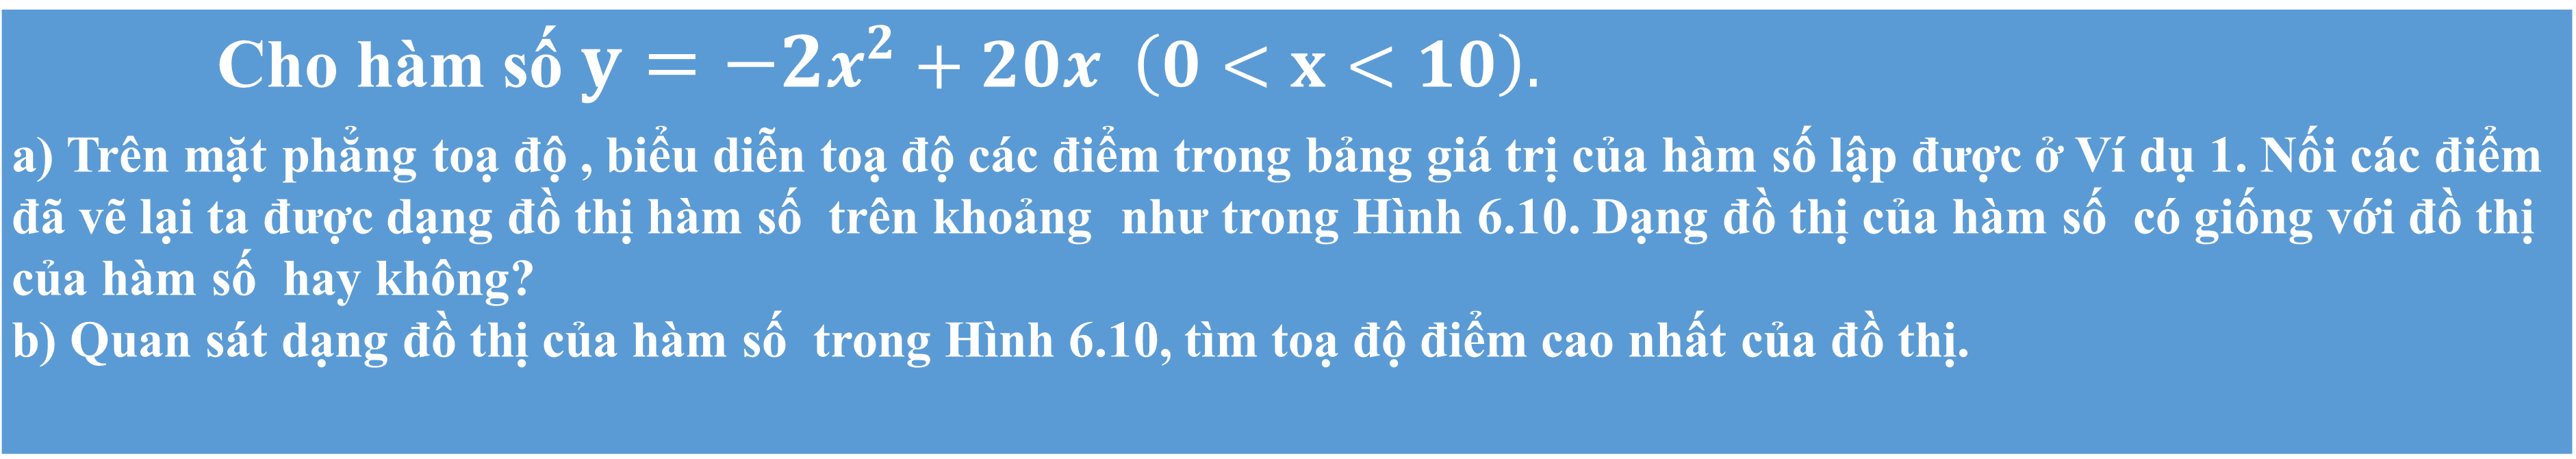 Cho hàm số y = −2x² + 20x (0 < x < 10).
a) Trên mặt phẳng toạ độ , biểu diễn toạ độ các điểm trong bảng giá trị của hàm số lập được ở Ví dụ 1. Nối các điểm
đã vẽ lại ta được dạng đồ thị hàm số trên khoảng như trong Hình 6.10. Dạng đồ thị của hàm số có giống với đồ thị
của hàm số hay không?
b) Quan sát dạng đồ thị của hàm số trong Hình 6.10, tìm toạ độ điểm cao nhất của đồ thị.